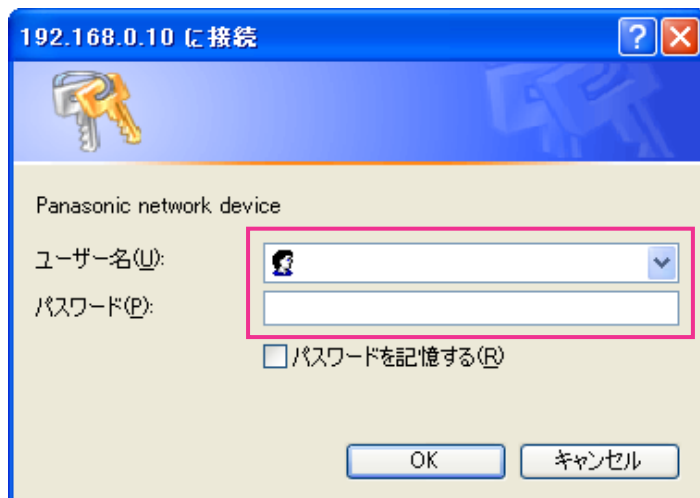 192.168.0.10 に接続
Panasonic network device
ユーザー名(U):
パスワード(P):
パスワードを記憶する(R)
OK
キャンセル